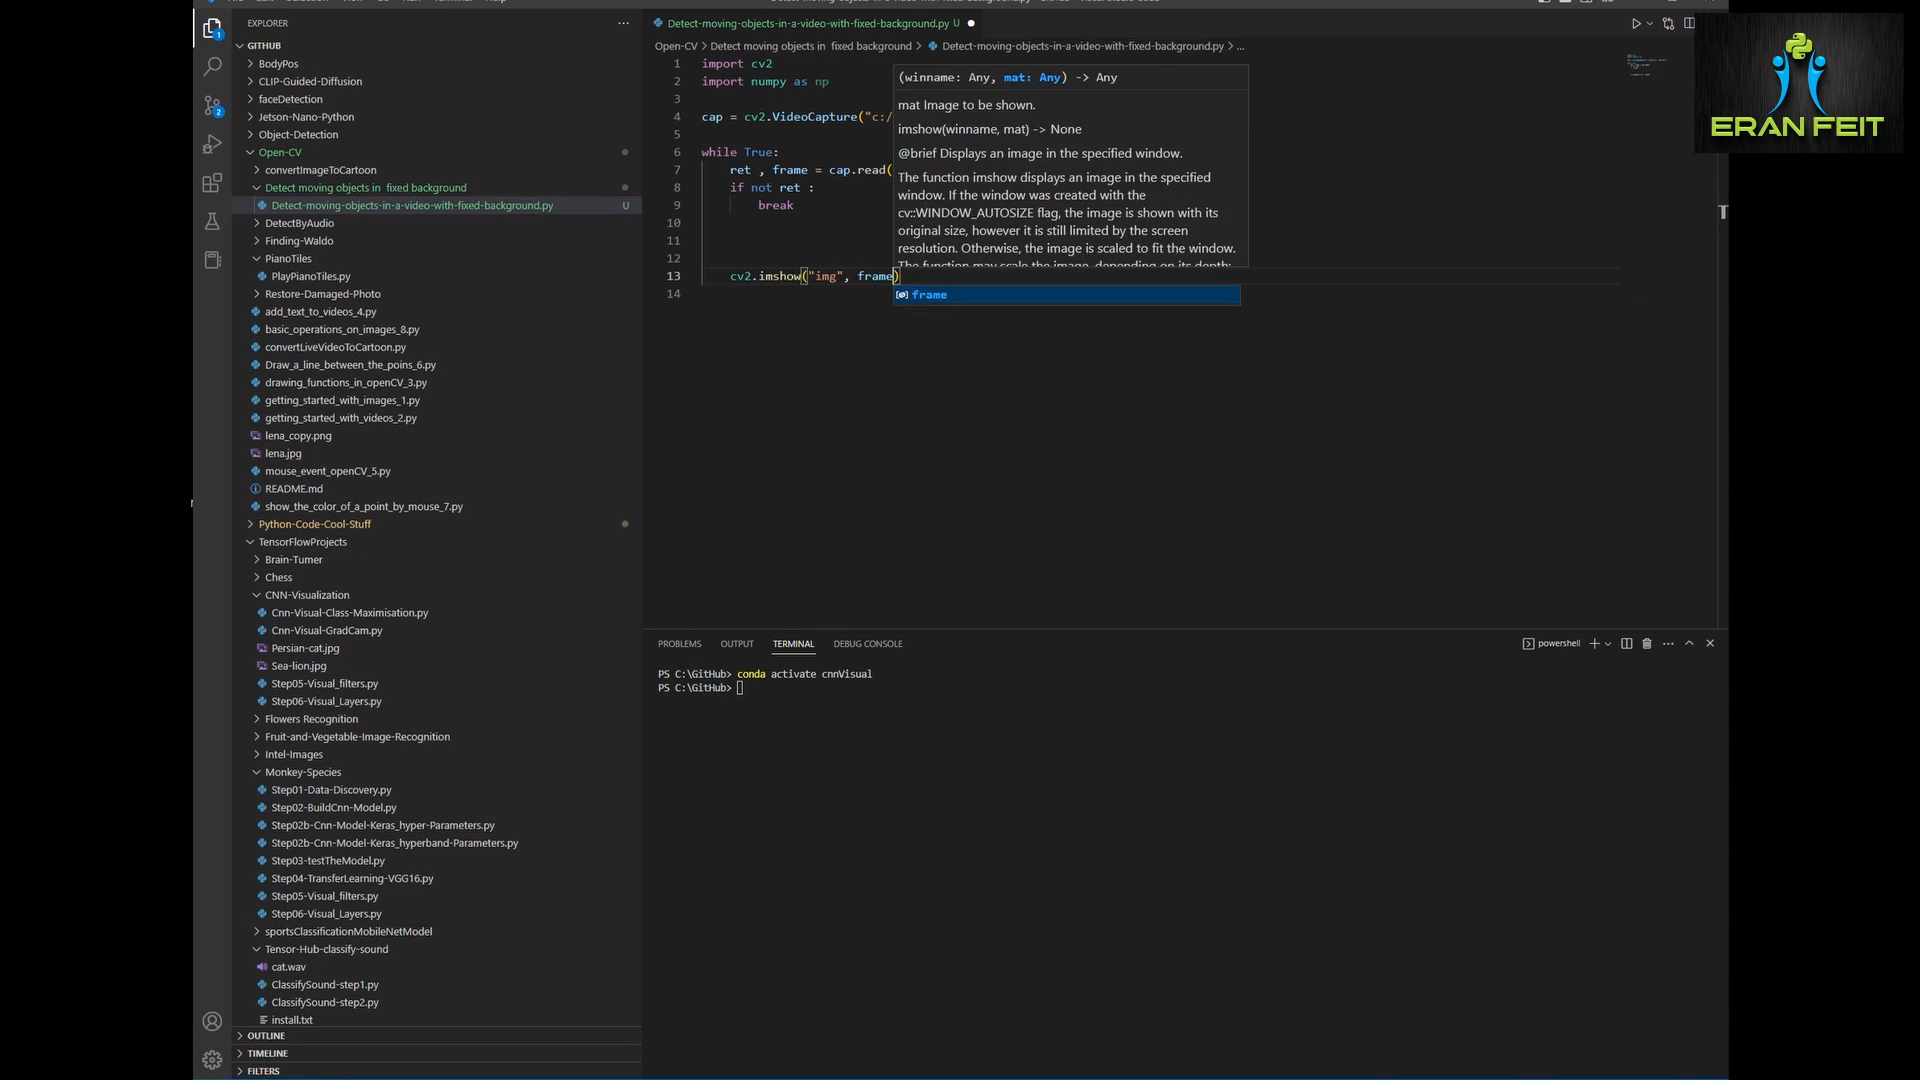 EXPLORER
GITHUB
BodyPos
CLIP-Guided-Diffusion
faceDetection
Jetson-Nano-Python
Object-Detection
Open-CV
convertImageToCartoon
Detect moving objects in  fixed background
Detect-moving-objects-in-a-video-with-fixed-background.py U
DetectByAudio
Finding-Waldo
PianoTiles
PlayPianoTiles.py
Restore-Damaged-Photo
add_text_to_videos_4.py
basic_operations_on_images_8.py
convertLiveVideoToCartoon.py
Draw_a_line_between_the_poins_6.py
drawing_functions_in_openCV_3.py
getting_started_with_images_1.py
getting_started_with_videos_2.py
lena_copy.png
lena.jpg
mouse_event_openCV_5.py
README.md
show_the_color_of_a_point_by_mouse_7.py
Python-Code-Cool-Stuff
TensorFlowProjects
Brain-Tumer
Chess
CNN-Visualization
Cnn-Visual-Class-Maximisation.py
Cnn-Visual-GradCam.py
Persian-cat.jpg
Sea-lion.jpg
Step05-Visual_filters.py
Step06-Visual_Layers.py
Flowers Recognition
Fruit-and-Vegetable-Image-Recognition
Intel-Images
Monkey-Species
Step01-Data-Discovery.py
Step02-BuildCnn-Model.py
Step02b-Cnn-Model-Keras_hyper-Parameters.py
Step02b-Cnn-Model-Keras_hyperband-Parameters.py
Step03-testTheModel.py
Step04-TransferLearning-VGG16.py
Step05-Visual_filters.py
Step06-Visual_Layers.py
sportsClassificationMobileNetModel
Tensor-Hub-classify-sound
cat.wav
ClassifySound-step1.py
ClassifySound-step2.py
install.txt
OUTLINE
TIMELINE
FILTERS
1
2
Detect-moving-objects-in-a-video-with-fixed-background.py U
Open-CV > Detect moving objects in  fixed background > Detect-moving-objects-in-a-video-with-fixed-background.py > ...
1 import cv2
2 import numpy as np
3
4 cap = cv2.VideoCapture("c:/
5
6 while True:
7 ret , frame = cap.read(
8 if not ret :
9 break
10
11
12
13 cv2.imshow("img", frame)
14
(winname: Any, mat: Any) -> Any
mat Image to be shown.
imshow(winname, mat) -> None
@brief Displays an image in the specified window.
The function imshow displays an image in the specified
window. If the window was created with the
cv::WINDOW_AUTOSIZE flag, the image is shown with its
original size, however it is still limited by the screen
resolution. Otherwise, the image is scaled to fit the window.
The function may scale the image, depending on its depth:
frame
PROBLEMS OUTPUT TERMINAL DEBUG CONSOLE
powershell
PS C:\GitHub> conda activate cnnVisual
PS C:\GitHub>
ERAN FEIT